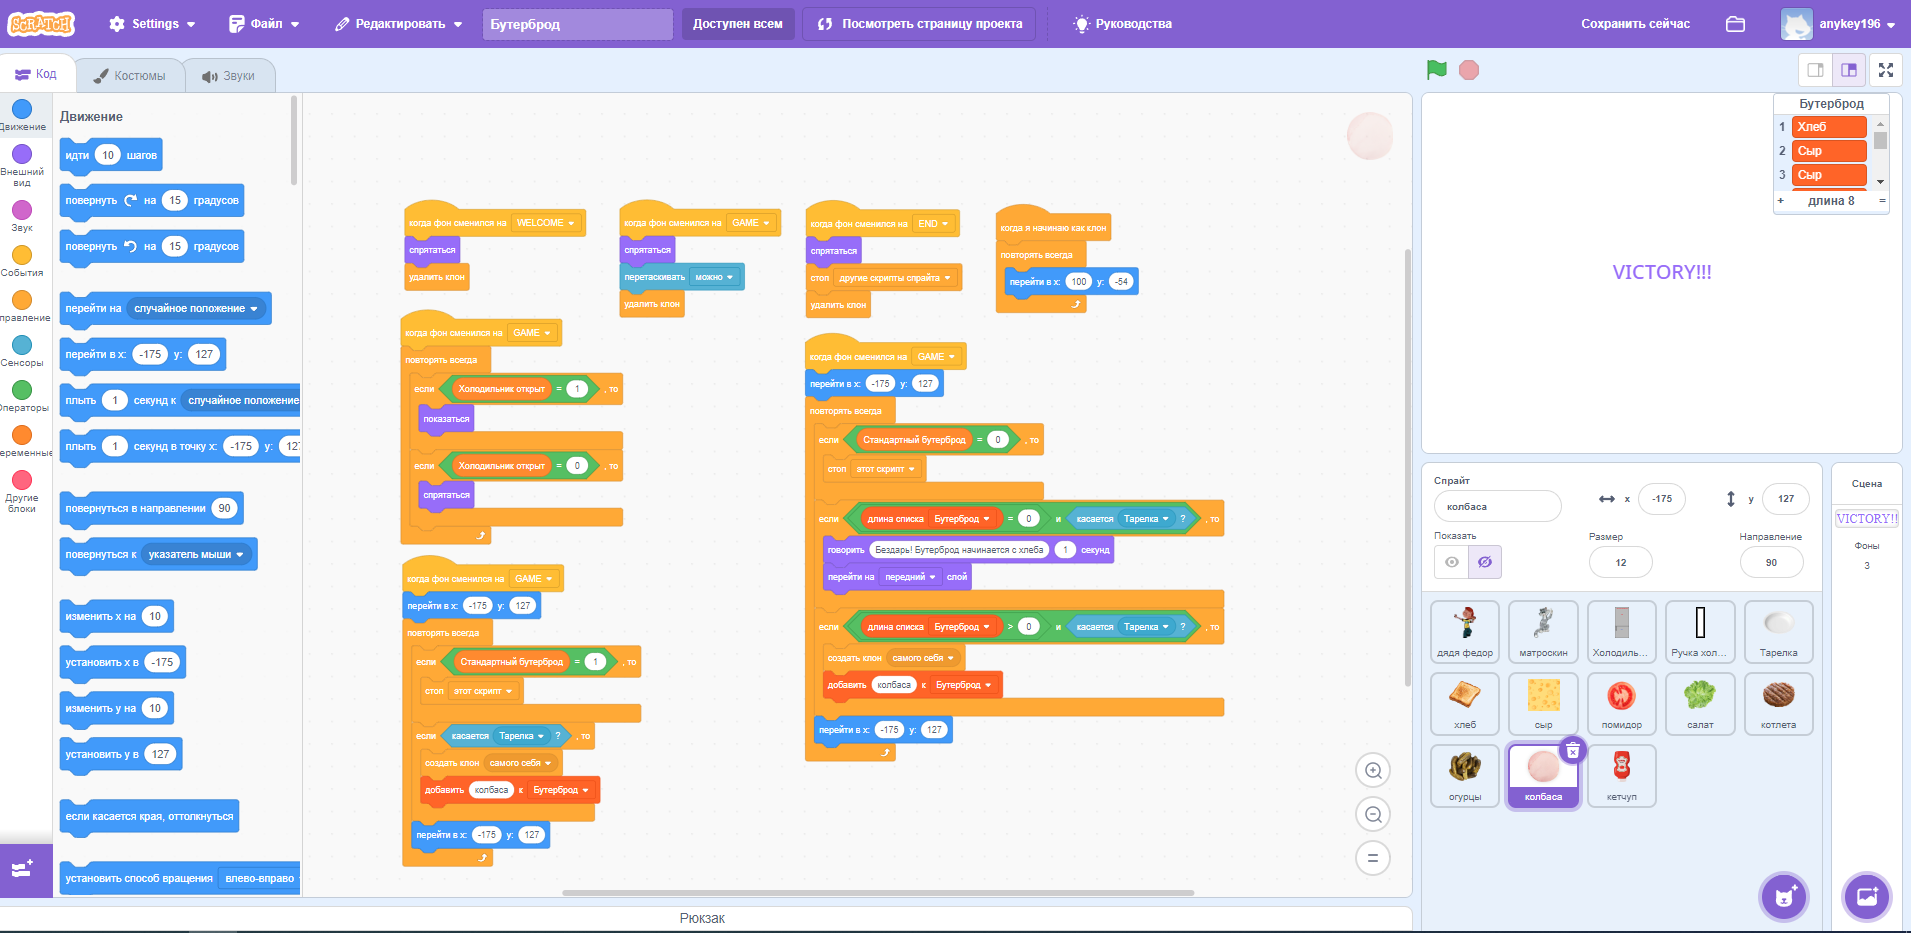 SCRATCH
Settings
Файл
Редактировать
Бутерброд
Доступен всем
Посмотреть страницу проекта
Руководства
Сохранить сейчас
anykey196
Код
Костюмы
Звуки
Движение
Внешний
вид
Звук
События
правление
Сенсоры
Операторы
еременные
Другие
блоки
Движение
идти 10 шагов
повернуть на 15 градусов
повернуть на 15 градусов
перейти на случайное положение
перейти в x: -175 y: 127
плыть 1 секунд к случайное положение
плыть 1 секунд в точку x: -175 y: 127
повернуться в направлении 90
повернуться к указатель мыши
изменить x на 10
установить x в -175
изменить y на 10
установить y в 127
если касается края, оттолкнуться
установить способ вращения влево-вправо
когда фон сменился на WELCOME
спрятаться
удалить клон
когда фон сменился на GAME
спрятаться
перетаскивать можно
удалить клон
когда фон сменился на END
спрятаться
стоп другие скрипты спрайта
удалить клон
когда я начинаю как клон
повторять всегда
перейти в x: 100 y: -54
когда фон сменился на GAME
повторять всегда
если Холодильник открыт = 1 , то
показаться
если Холодильник открыт = 0 , то
спрятаться
когда фон сменился на GAME
перейти в x: -175 y: 127
повторять всегда
если Стандартный бутерброд = 1 , то
стоп этот скрипт
если касается Тарелка ? , то
создать клон самого себя
добавить колбаса к Бутерброд
перейти в x: -175 y: 127
когда фон сменился на GAME
перейти в x: -175 y: 127
повторять всегда
если Стандартный бутерброд = 0 , то
стоп этот скрипт
если длина списка Бутерброд = 0 и касается Тарелка ? , то
говорить Бездарь! Бутерброд начинается с хлеба 1 секунд
перейти на передний слой
если длина списка Бутерброд > 0 и касается Тарелка ? , то
создать клон самого себя
добавить колбаса к Бутерброд
перейти в x: -175 y: 127
Рюкзак
VICTORY!!!
Бутерброд
1 Хлеб
2 Сыр
3 Сыр
+ длина 8 =
Спрайт
колбаса
x -175
y 127
Показать
Размер
12
Направление
90
дядя федор
матроскин
Холодиль...
Ручка хол...
Тарелка
хлеб
сыр
помидор
салат
котлета
огурцы
колбаса
кетчуп
Сцена
VICTORY!!
Фоны
3